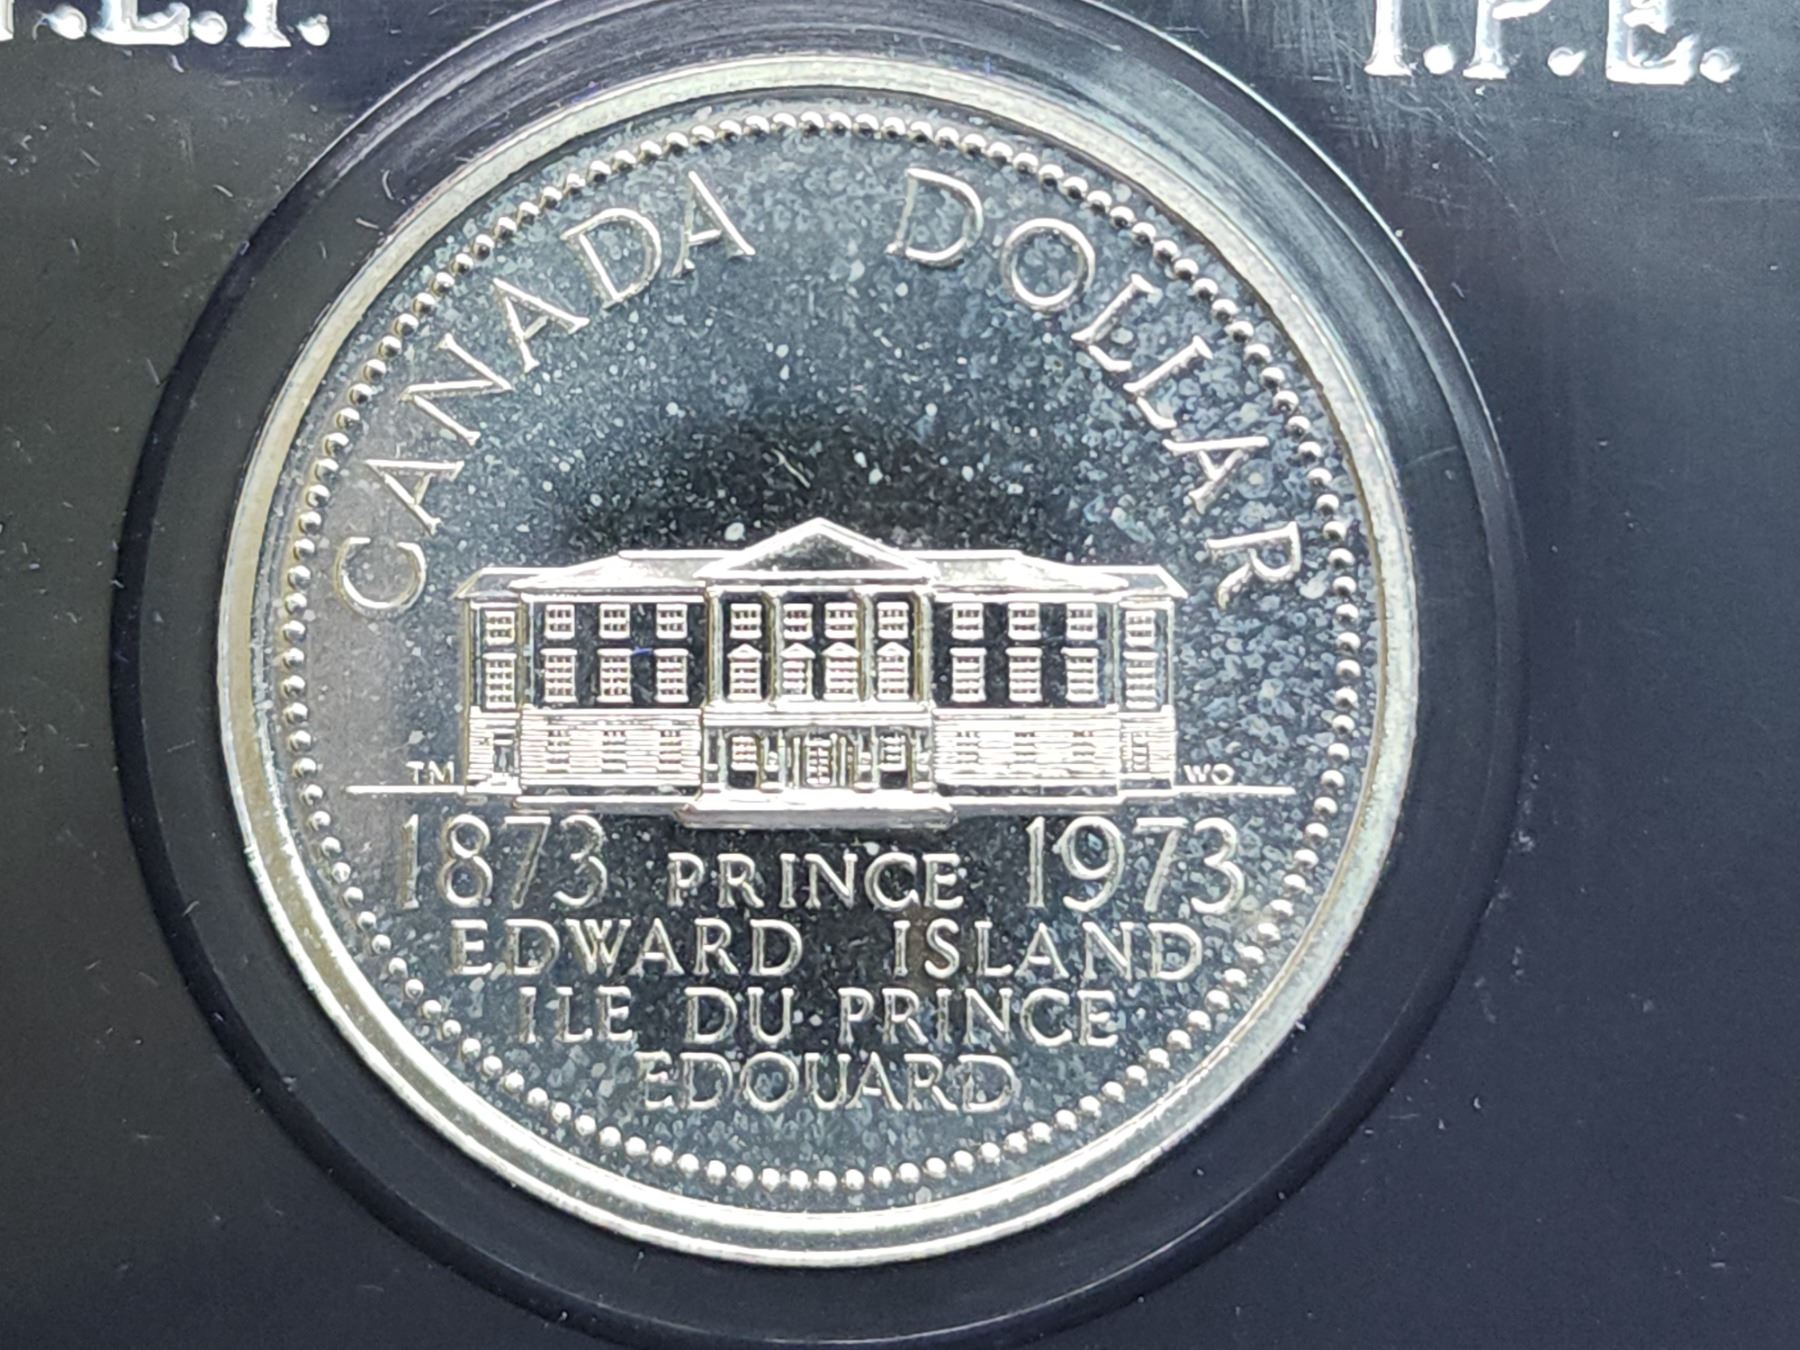 .E.I.
I.P.E.
CANADA DOLLAR
TM
WO
1873 PRINCE 1973
EDWARD ISLAND
ILE DU PRINCE
EDOUARD